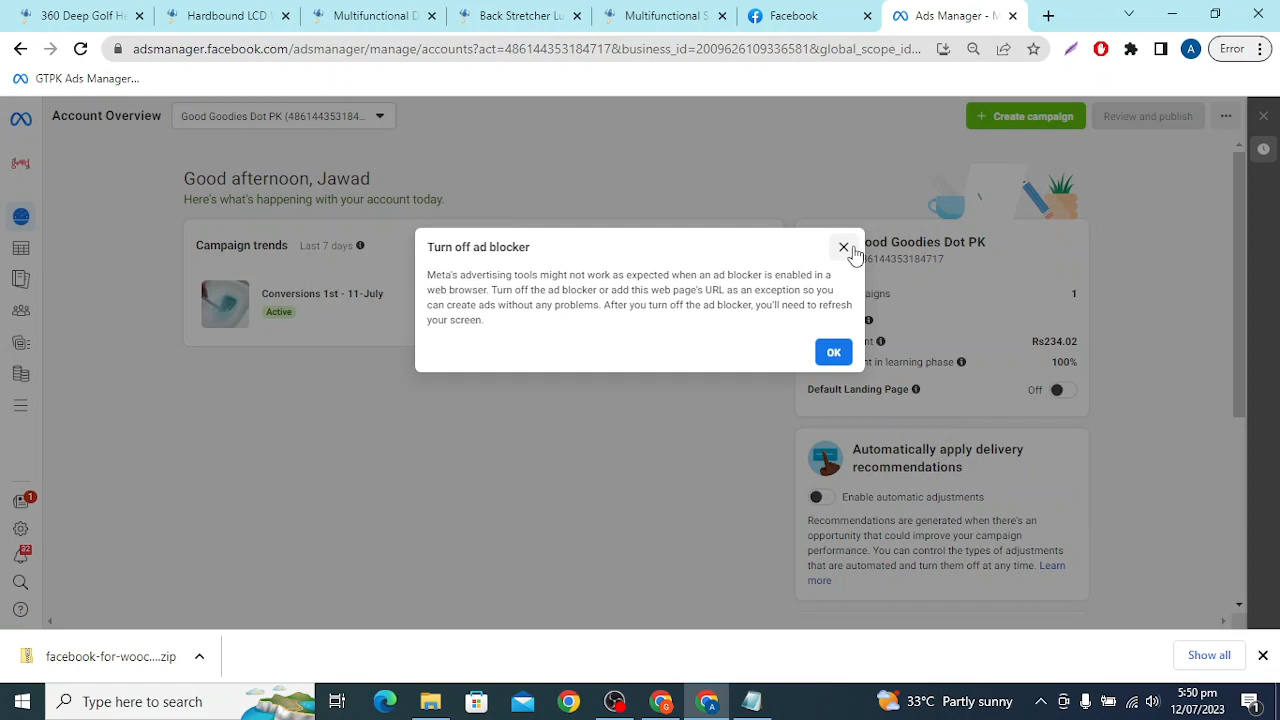 360 Deep Golf He
Hardbound LCD W
Multifunctional D
Back Stretcher Lu
Multifunctional S
Facebook
Ads Manager - M
adsmanager.facebook.com/adsmanager/manage/accounts?act=486144353184717&business_id=2009626109336581&global_scope_id...
A
Error
GTPK Ads Manager...
Account Overview
Good Goodies Dot PK (486144353184...
+ Create campaign
Review and publish
Good afternoon, Jawad
Here's what's happening with your account today.
Campaign trends Last 7 days
Conversions 1st - 11-July
Active
Turn off ad blocker
Meta's advertising tools might not work as expected when an ad blocker is enabled in a
web browser. Turn off the ad blocker or add this web page's URL as an exception so you
can create ads without any problems. After you turn off the ad blocker, you'll need to refresh
your screen.
OK
ood Goodies Dot PK
86144353184717
aigns 1
nt Rs234.02
nt in learning phase 100%
Default Landing Page Off
Automatically apply delivery
recommendations
Enable automatic adjustments
Recommendations are generated when there's an
opportunity that could improve your campaign
performance. You can control the types of adjustments
that are automated and turn them off at any time. Learn
more
1
22
facebook-for-wooc....zip
Show all
Type here to search
33°C Partly sunny
5:50 pm
12/07/2023
1